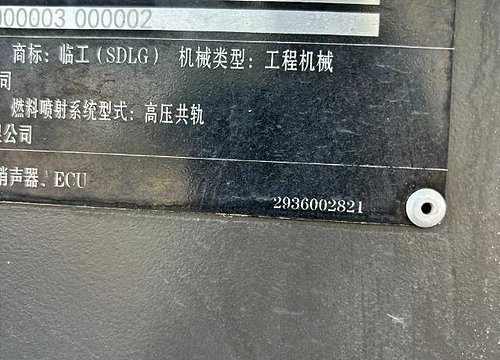 000003 000002
商标: 临工(SDLG) 机械类型: 工程机械
司
燃料喷射系统型式: 高压共轨
公司
消声器、ECU
2936002821